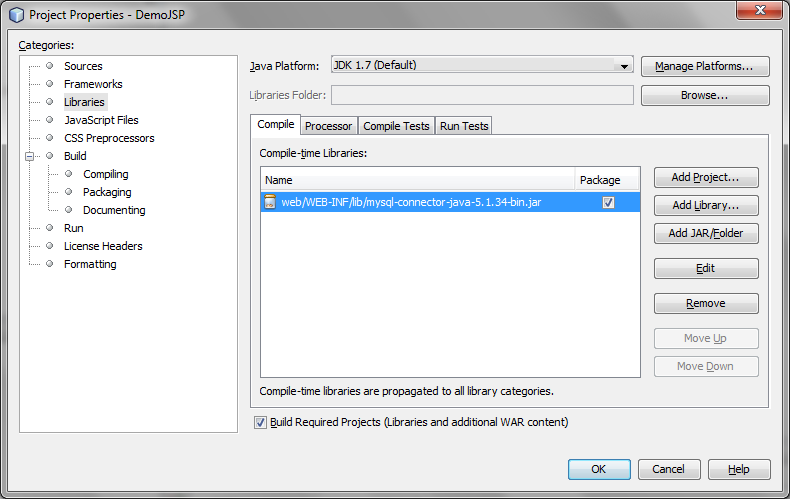 Project Properties - DemoJSP
Categories:
Sources
Frameworks
Libraries
JavaScript Files
CSS Preprocessors
Build
Compiling
Packaging
Documenting
Run
License Headers
Formatting
Java Platform: JDK 1.7 (Default) Manage Platforms...
Libraries Folder: Browse...
Compile Processor Compile Tests Run Tests
Compile-time Libraries:
Name Package
web/WEB-INF/lib/mysql-connector-java-5.1.34-bin.jar
Add Project...
Add Library...
Add JAR/Folder
Edit
Remove
Move Up
Move Down
Compile-time libraries are propagated to all library categories.
Build Required Projects (Libraries and additional WAR content)
OK Cancel Help